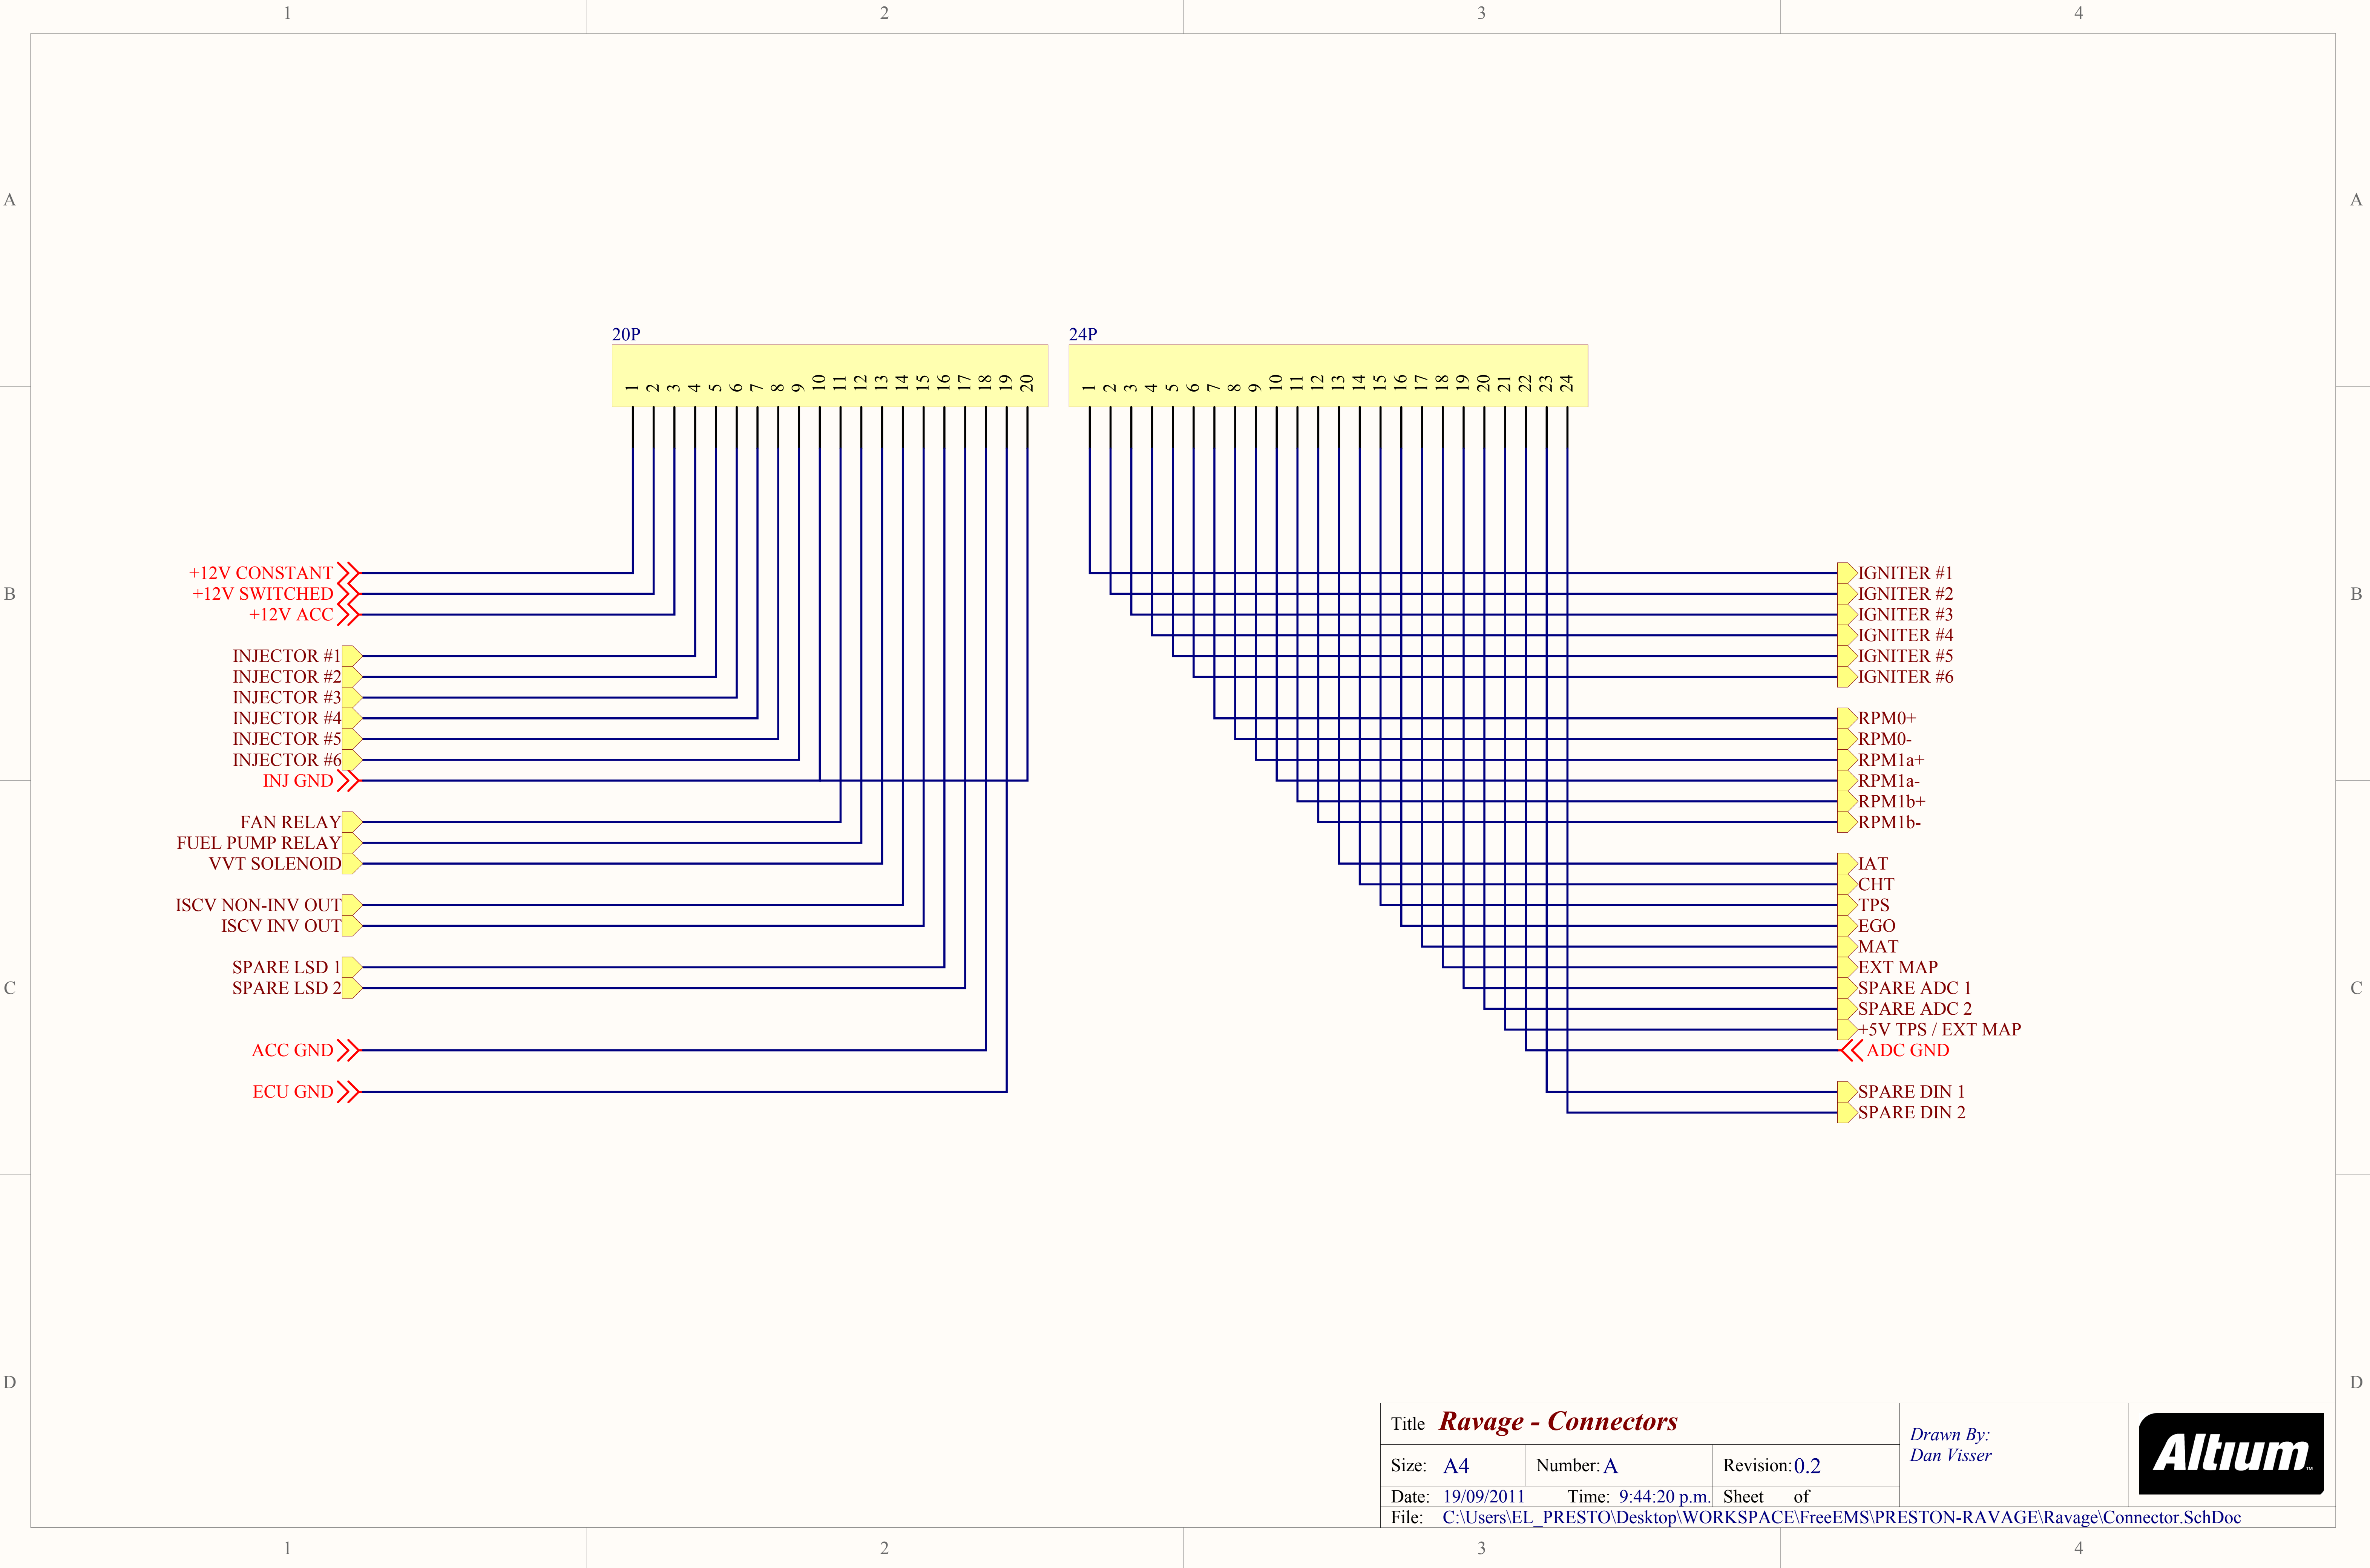 1 2 3 4
A A
20P 24P
1 2 3 4 5 6 7 8 9 10 11 12 13 14 15 16 17 18 19 20
1 2 3 4 5 6 7 8 9 10 11 12 13 14 15 16 17 18 19 20 21 22 23 24
B B
+12V CONSTANT
+12V SWITCHED
+12V ACC
INJECTOR #1
INJECTOR #2
INJECTOR #3
INJECTOR #4
INJECTOR #5
INJECTOR #6
INJ GND
FAN RELAY
FUEL PUMP RELAY
VVT SOLENOID
ISCV NON-INV OUT
ISCV INV OUT
SPARE LSD 1
SPARE LSD 2
ACC GND
ECU GND
IGNITER #1
IGNITER #2
IGNITER #3
IGNITER #4
IGNITER #5
IGNITER #6
RPM0+
RPM0-
RPM1a+
RPM1a-
RPM1b+
RPM1b-
IAT
CHT
TPS
EGO
MAT
EXT MAP
SPARE ADC 1
SPARE ADC 2
+5V TPS / EXT MAP
ADC GND
SPARE DIN 1
SPARE DIN 2
C C
D D
Title Ravage - Connectors
Size: A4 Number: A Revision: 0.2
Date: 19/09/2011 Time: 9:44:20 p.m. Sheet of
File: C:\Users\EL_PRESTO\Desktop\WORKSPACE\FreeEMS\PRESTON-RAVAGE\Ravage\Connector.SchDoc
Drawn By:
Dan Visser
Altium™
1 2 3 4